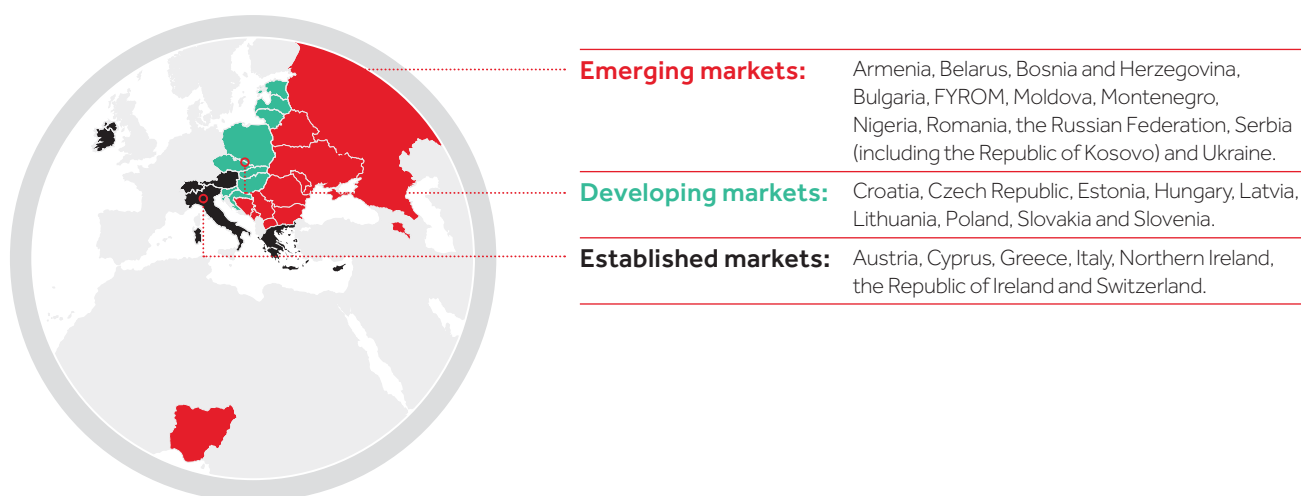 Emerging markets: Armenia, Belarus, Bosnia and Herzegovina,
Bulgaria, FYROM, Moldova, Montenegro,
Nigeria, Romania, the Russian Federation, Serbia
(including the Republic of Kosovo) and Ukraine.
Developing markets: Croatia, Czech Republic, Estonia, Hungary, Latvia,
Lithuania, Poland, Slovakia and Slovenia.
Established markets: Austria, Cyprus, Greece, Italy, Northern Ireland,
the Republic of Ireland and Switzerland.